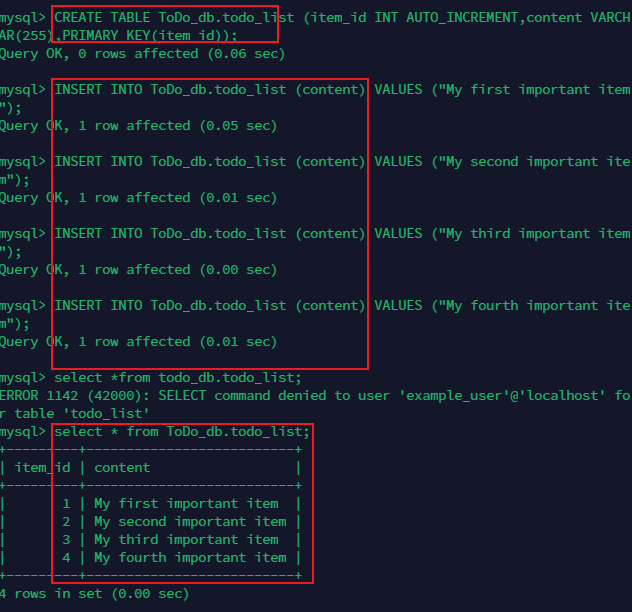 mysql> CREATE TABLE ToDo_db.todo_list (item_id INT AUTO_INCREMENT,content VARCH
AR(255),PRIMARY KEY(item_id));
Query OK, 0 rows affected (0.06 sec)
mysql> INSERT INTO ToDo_db.todo_list (content) VALUES ("My first important item
");
Query OK, 1 row affected (0.05 sec)
mysql> INSERT INTO ToDo_db.todo_list (content) VALUES ("My second important ite
m");
Query OK, 1 row affected (0.01 sec)
mysql> INSERT INTO ToDo_db.todo_list (content) VALUES ("My third important item
");
Query OK, 1 row affected (0.00 sec)
mysql> INSERT INTO ToDo_db.todo_list (content) VALUES ("My fourth important ite
m");
Query OK, 1 row affected (0.01 sec)
mysql> select *from todo_db.todo_list;
ERROR 1142 (42000): SELECT command denied to user 'example_user'@'localhost' fo
r table 'todo_list'
mysql> select * from ToDo_db.todo_list;
+---------+--------------------------+
| item_id | content                  |
+---------+--------------------------+
|       1 | My first important item  |
|       2 | My second important item |
|       3 | My third important item  |
|       4 | My fourth important item |
+---------+--------------------------+
4 rows in set (0.00 sec)